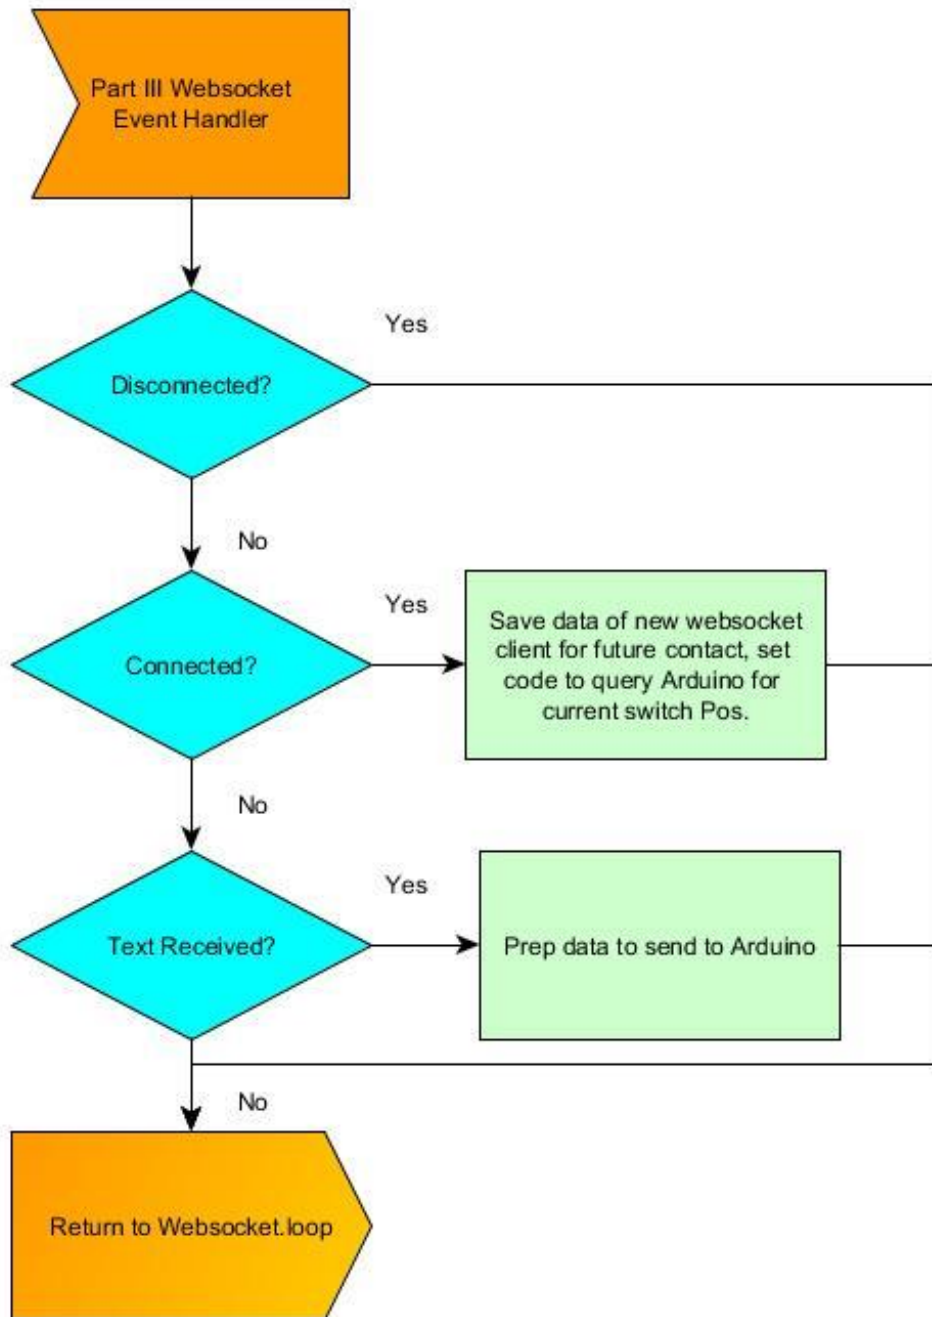 Part III Websocket
Event Handler
Yes
Disconnected?
No
Yes
Save data of new websocket
client for future contact, set
code to query Arduino for
current switch Pos.
Connected?
No
Yes
Text Received?
Prep data to send to Arduino
No
Return to Websocket.loop